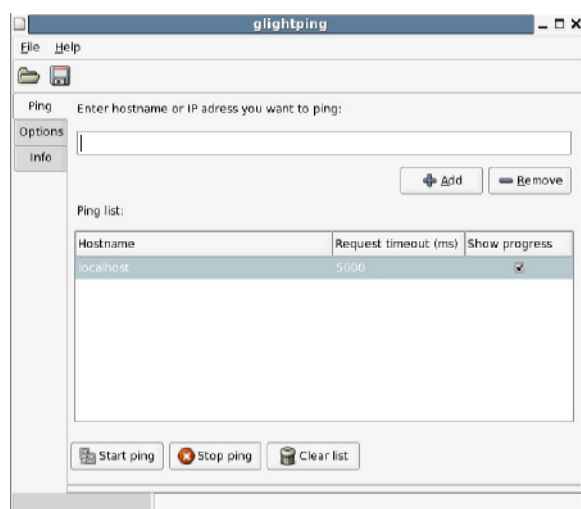 glightping
File Help
Ping
Options
Info
Enter hostname or IP adress you want to ping:
Add Remove
Ping list:
Hostname Request timeout (ms) Show progress
localhost 5000
Start ping Stop ping Clear list